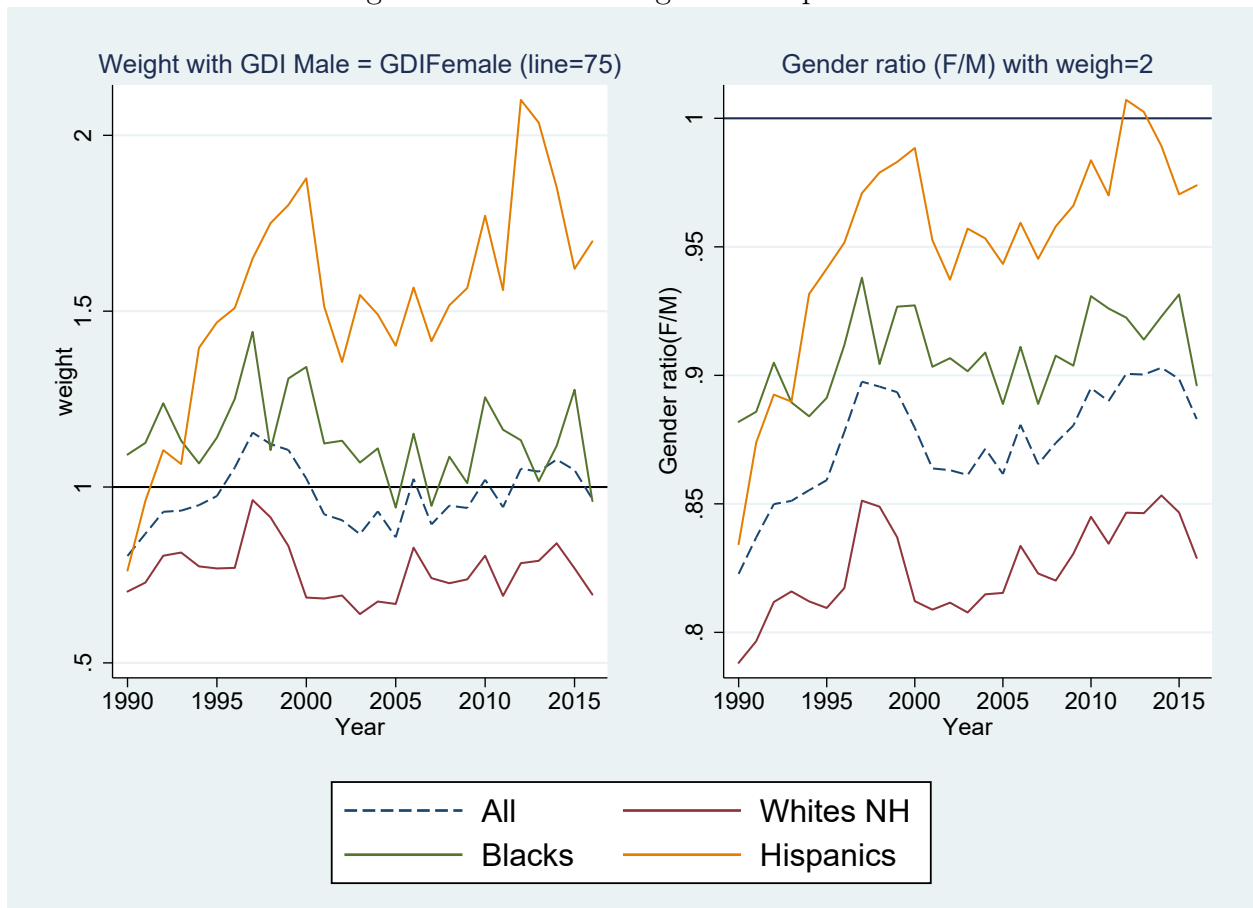 Weight with GDI Male = GDIFemale (line=75)
weight
2
1.5
1
.5
1990 1995 2000 2005 2010 2015
Year
Gender ratio (F/M) with weigh=2
Gender ratio(F/M)
1
.95
.9
.85
.8
1990 1995 2000 2005 2010 2015
Year
All Whites NH
Blacks Hispanics